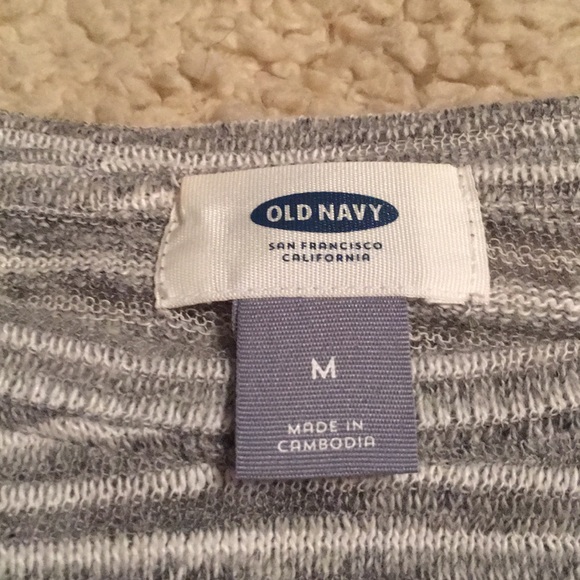 OLD NAVY
SAN FRANCISCO
CALIFORNIA
M
MADE IN
CAMBODIA